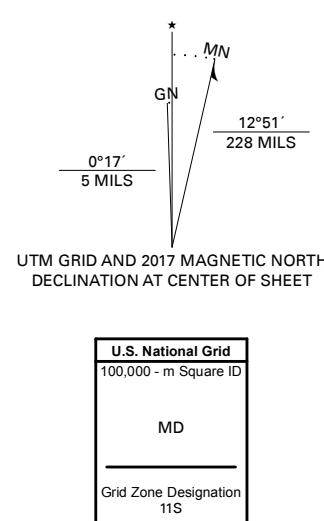 ★
MN
GN
12°51´
228 MILS
0°17´
5 MILS
UTM GRID AND 2017 MAGNETIC NORTH
DECLINATION AT CENTER OF SHEET
U.S. National Grid
100,000 - m Square ID
MD
Grid Zone Designation
11S